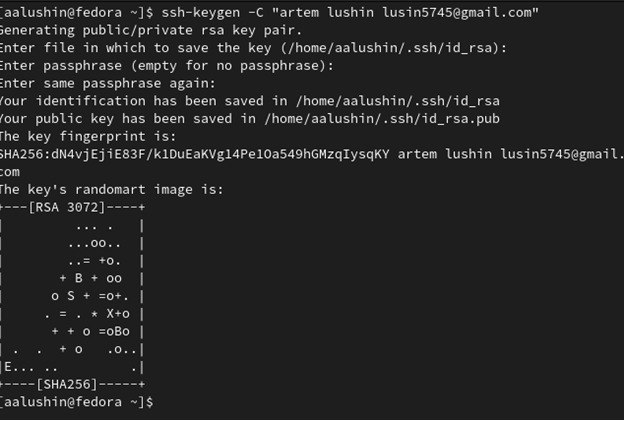 [aalushin@fedora ~]$ ssh-keygen -C "artem lushin lusin5745@gmail.com"
Generating public/private rsa key pair.
Enter file in which to save the key (/home/aalushin/.ssh/id_rsa):
Enter passphrase (empty for no passphrase):
Enter same passphrase again:
Your identification has been saved in /home/aalushin/.ssh/id_rsa
Your public key has been saved in /home/aalushin/.ssh/id_rsa.pub
The key fingerprint is:
SHA256:dN4vjEjiE83F/k1DuEaKVg14Pe1Oa549hGMzqIysqKY artem lushin lusin5745@gmail.
com
The key's randomart image is:
+---[RSA 3072]----+
|         ... .   |
|        ...oo..  |
|        ..= +o.  |
|       + B + oo  |
|      o S + =o+. |
|     . = . * X+o |
|      + + o =oBo |
| .  .  + o   .o..|
|E... ..         .|
+----[SHA256]-----+
[aalushin@fedora ~]$